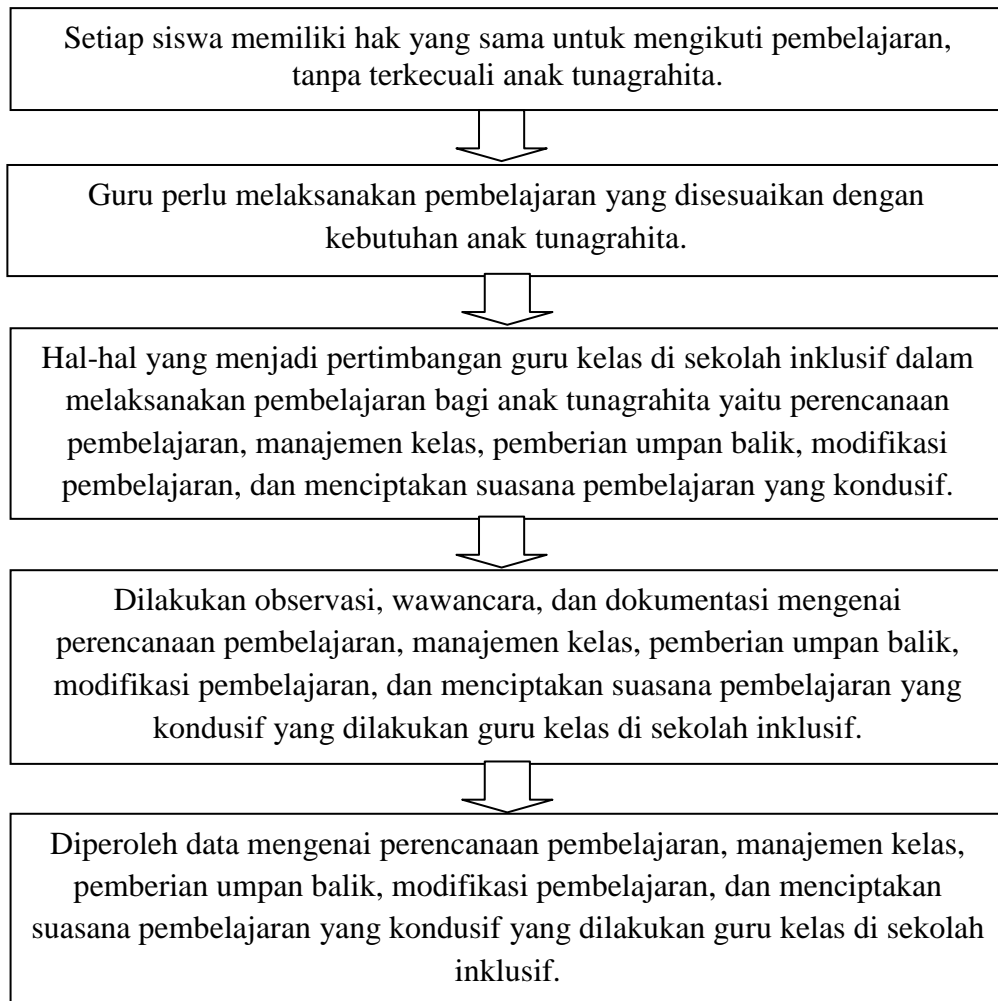 Setiap siswa memiliki hak yang sama untuk mengikuti pembelajaran,
tanpa terkecuali anak tunagrahita.
Guru perlu melaksanakan pembelajaran yang disesuaikan dengan
kebutuhan anak tunagrahita.
Hal-hal yang menjadi pertimbangan guru kelas di sekolah inklusif dalam
melaksanakan pembelajaran bagi anak tunagrahita yaitu perencanaan
pembelajaran, manajemen kelas, pemberian umpan balik, modifikasi
pembelajaran, dan menciptakan suasana pembelajaran yang kondusif.
Dilakukan observasi, wawancara, dan dokumentasi mengenai
perencanaan pembelajaran, manajemen kelas, pemberian umpan balik,
modifikasi pembelajaran, dan menciptakan suasana pembelajaran yang
kondusif yang dilakukan guru kelas di sekolah inklusif.
Diperoleh data mengenai perencanaan pembelajaran, manajemen kelas,
pemberian umpan balik, modifikasi pembelajaran, dan menciptakan
suasana pembelajaran yang kondusif yang dilakukan guru kelas di sekolah
inklusif.